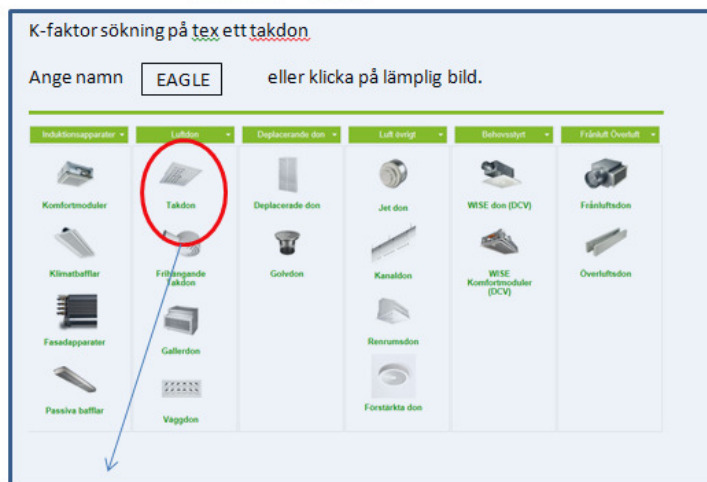 K-faktor sökning på tex ett takdon
Ange namn EAGLE eller klicka på lämplig bild.
Induktionsapparater Luftdon Deplacerande don Luft övrigt Behovsstyrt Frånluft Överluft
Komfortmoduler Takdon Deplacerade don Jet don WISE don (DCV) Frånluftsdon
Klimatbafflar Frihängande Takdon Golvdon Kanaldon WISE Komfortmoduler (DCV) Överluftsdon
Fasadapparater Gallerdon Renrumsdon
Passiva bafflar Väggdon Förstärkta don